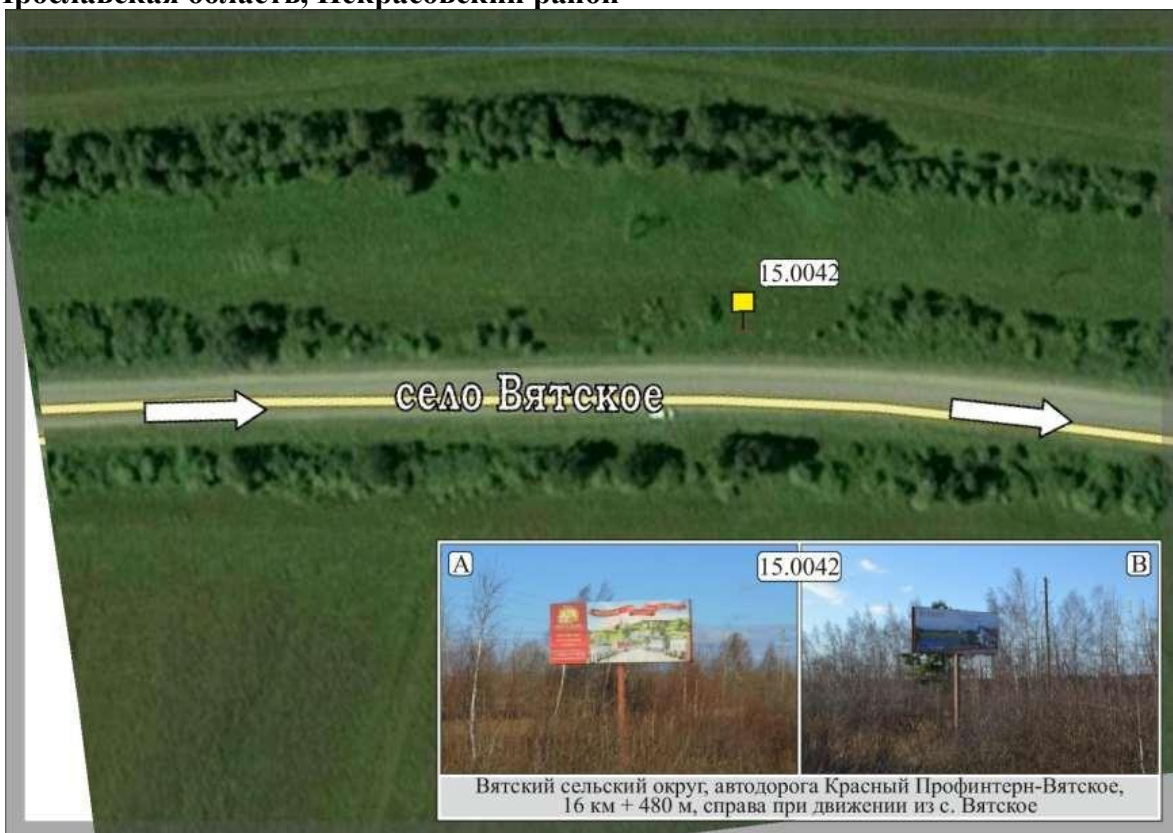 Ярославская область, Некрасовский район
15.0042
село Вятское
A
15.0042
B
Вятский сельский округ, автодорога Красный Профинтерн-Вятское,
16 км + 480 м, справа при движении из с. Вятское